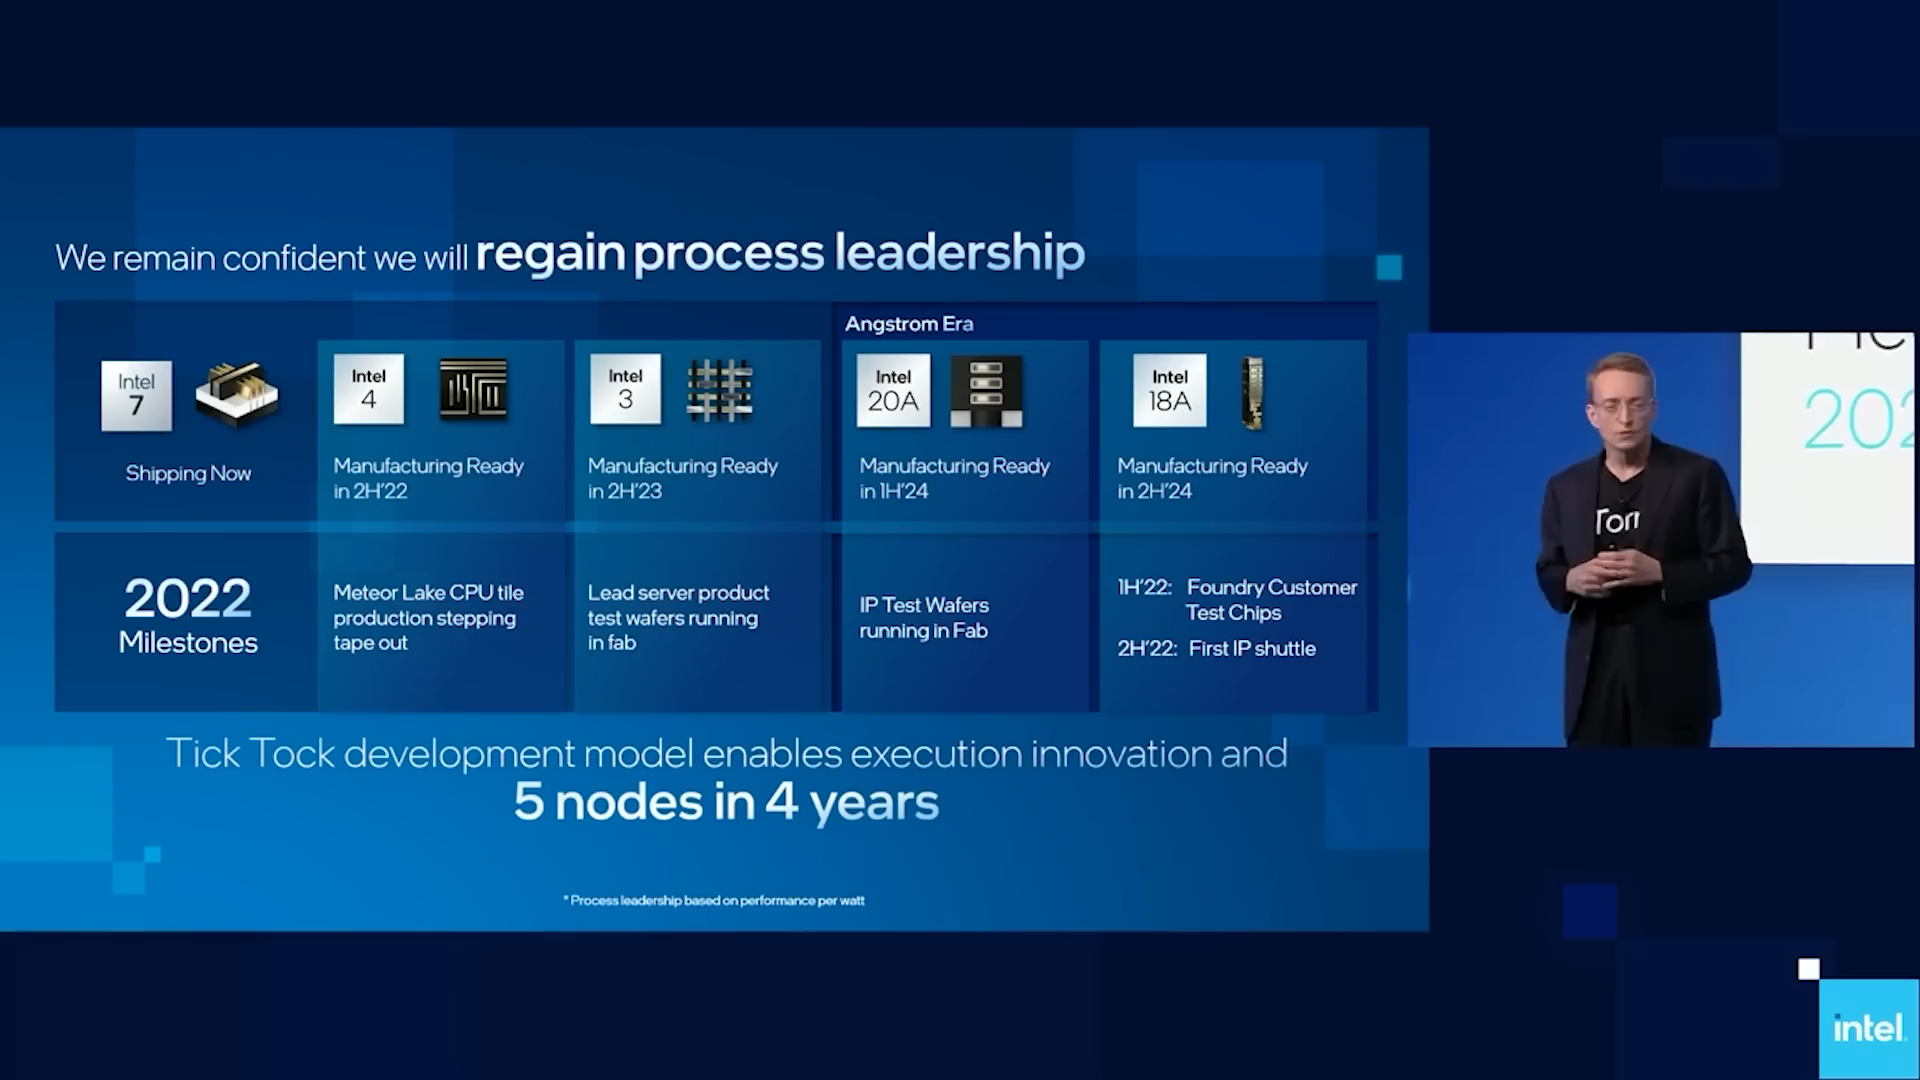 We remain confident we will regain process leadership
Angstrom Era
Intel
7
Shipping Now
Intel
4
Manufacturing Ready
in 2H'22
Intel
3
Manufacturing Ready
in 2H'23
Intel
20A
Manufacturing Ready
in 1H'24
Intel
18A
Manufacturing Ready
in 2H'24
2022
Milestones
Meteor Lake CPU tile
production stepping
tape out
Lead server product
test wafers running
in fab
IP Test Wafers
running in Fab
1H'22: Foundry Customer
Test Chips
2H'22: First IP shuttle
Tick Tock development model enables execution innovation and
5 nodes in 4 years
* Process leadership based on performance per watt
202
intel.